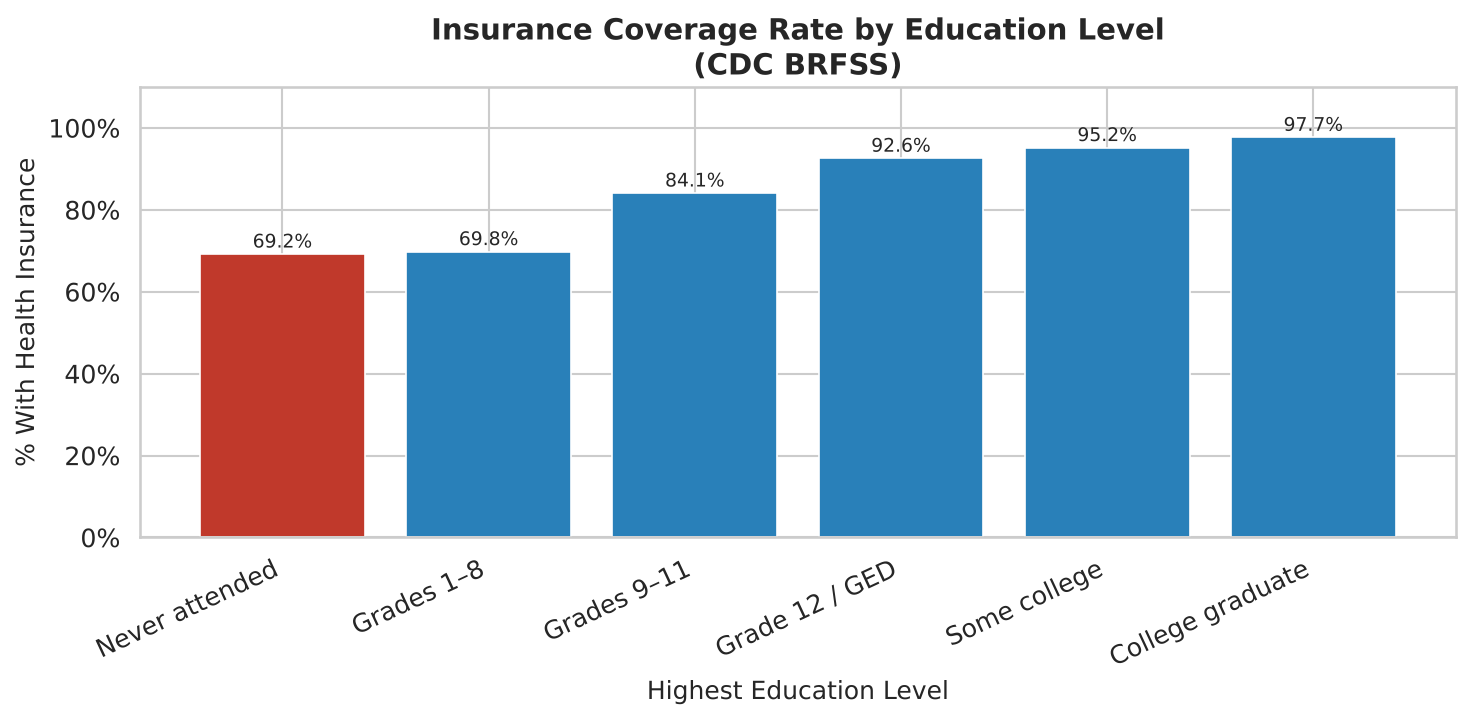 Insurance Coverage Rate by Education Level
(CDC BRFSS)
% With Health Insurance
100%
80%
60%
40%
20%
0%
69.2%
69.8%
84.1%
92.6%
95.2%
97.7%
Never attended
Grades 1–8
Grades 9–11
Grade 12 / GED
Some college
College graduate
Highest Education Level